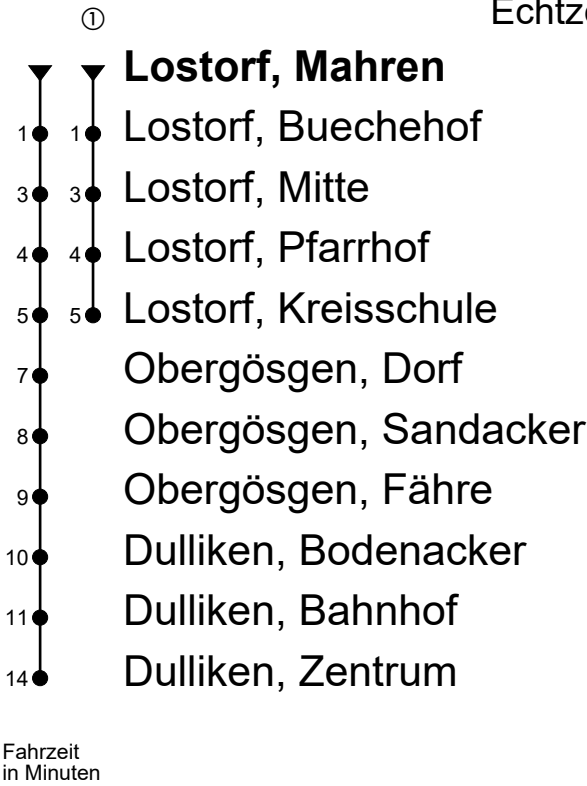 ①
Lostorf, Mahren
1 1 Lostorf, Buechehof
3 3 Lostorf, Mitte
4 4 Lostorf, Pfarrhof
5 5 Lostorf, Kreisschule
7 Obergösgen, Dorf
8 Obergösgen, Sandacker
9 Obergösgen, Fähre
10 Dulliken, Bodenacker
11 Dulliken, Bahnhof
14 Dulliken, Zentrum
Fahrzeit
in Minuten